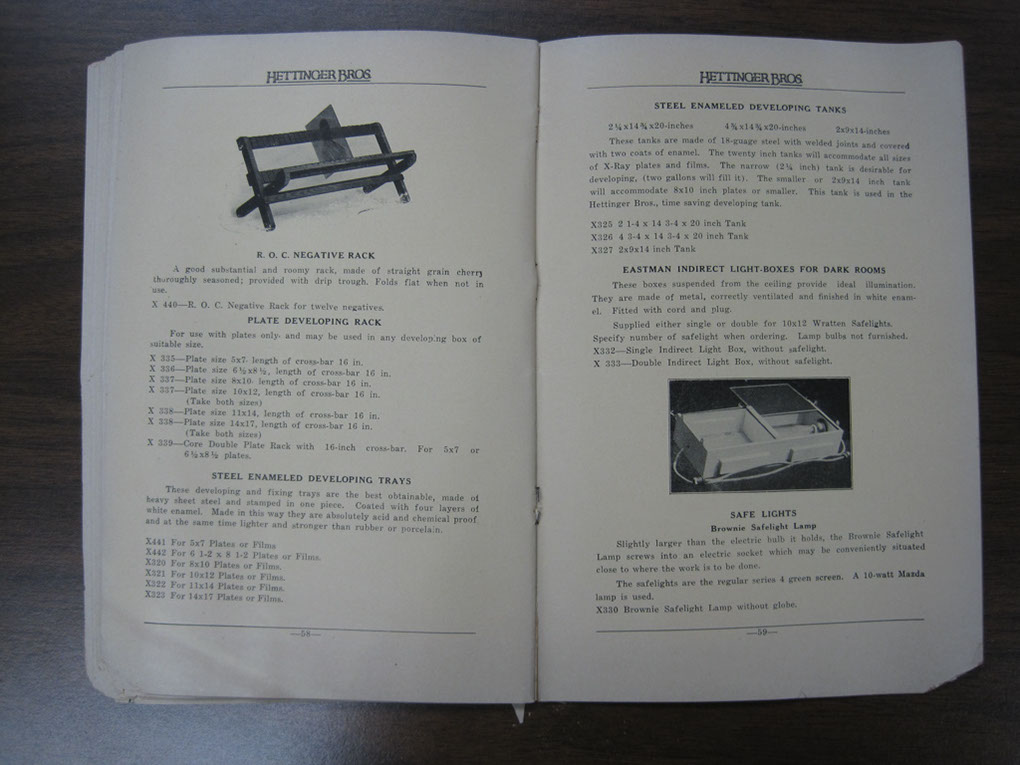 HETTINGER BROS.
R. O. C. NEGATIVE RACK
A good substantial and roomy rack, made of straight grain cherry
thoroughly seasoned; provided with drip trough. Folds flat when not in
use.
X 440—R. O. C. Negative Rack for twelve negatives.
PLATE DEVELOPING RACK
For use with plates only and may be used in any developing box of
suitable size.
X 335—Plate size 5x7, length of cross-bar 16 in.
X 336—Plate size 6½x8½, length of cross-bar 16 in.
X 337—Plate size 8x10, length of cross-bar 16 in.
X 337—Plate size 10x12, length of cross-bar 16 in.
(Take both sizes)
X 338—Plate size 11x14, length of cross-bar 16 in.
X 338—Plate size 14x17, length of cross-bar 16 in.
(Take both sizes)
X 339—Core Double Plate Rack with 16-inch cross-bar. For 5x7 or
6½x8½ plates.
STEEL ENAMELED DEVELOPING TRAYS
These developing and fixing trays are the best obtainable, made of
heavy sheet steel and stamped in one piece. Coated with four layers of
white enamel. Made in this way they are absolutely acid and chemical proof
and at the same time lighter and stronger than rubber or porcelain.
X441 For 5x7 Plates or Films
X442 For 6 1-2 x 8 1-2 Plates or Films.
X320 For 8x10 Plates or Films.
X321 For 10x12 Plates or Films.
X322 For 11x14 Plates or Films.
X323 For 14x17 Plates or Films.
—58—
HETTINGER BROS.
STEEL ENAMELED DEVELOPING TANKS
2¼x14¾x20-inches 4¾x14¾x20-inches 2x9x14-inches
These tanks are made of 18-guage steel with welded joints and covered
with two coats of enamel. The twenty inch tanks will accommodate all sizes
of X-Ray plates and films. The narrow (2¼ inch) tank is desirable for
developing, (two gallons will fill it). The smaller or 2x9x14 inch tank
will accommodate 8x10 inch plates or smaller. This tank is used in the
Hettinger Bros., time saving developing tank.
X325 2 1-4 x 14 3-4 x 20 inch Tank
X326 4 3-4 x 14 3-4 x 20 inch Tank
X327 2x9x14 inch Tank
EASTMAN INDIRECT LIGHT-BOXES FOR DARK ROOMS
These boxes suspended from the ceiling provide ideal illumination.
They are made of metal, correctly ventilated and finished in white enam-
el. Fitted with cord and plug.
Supplied either single or double for 10x12 Wratten Safelights.
Specify number of safelight when ordering. Lamp bulbs not furnished.
X332—Single Indirect Light Box, without safelight.
X 333—Double Indirect Light Box, without safelight.
SAFE LIGHTS
Brownie Safelight Lamp
Slightly larger than the electric bulb it holds, the Brownie Safelight
Lamp screws into an electric socket which may be conveniently situated
close to where the work is to be done.
The safelights are the regular series 4 green screen. A 10-watt Mazda
lamp is used.
X330 Brownie Safelight Lamp without globe.
—59—